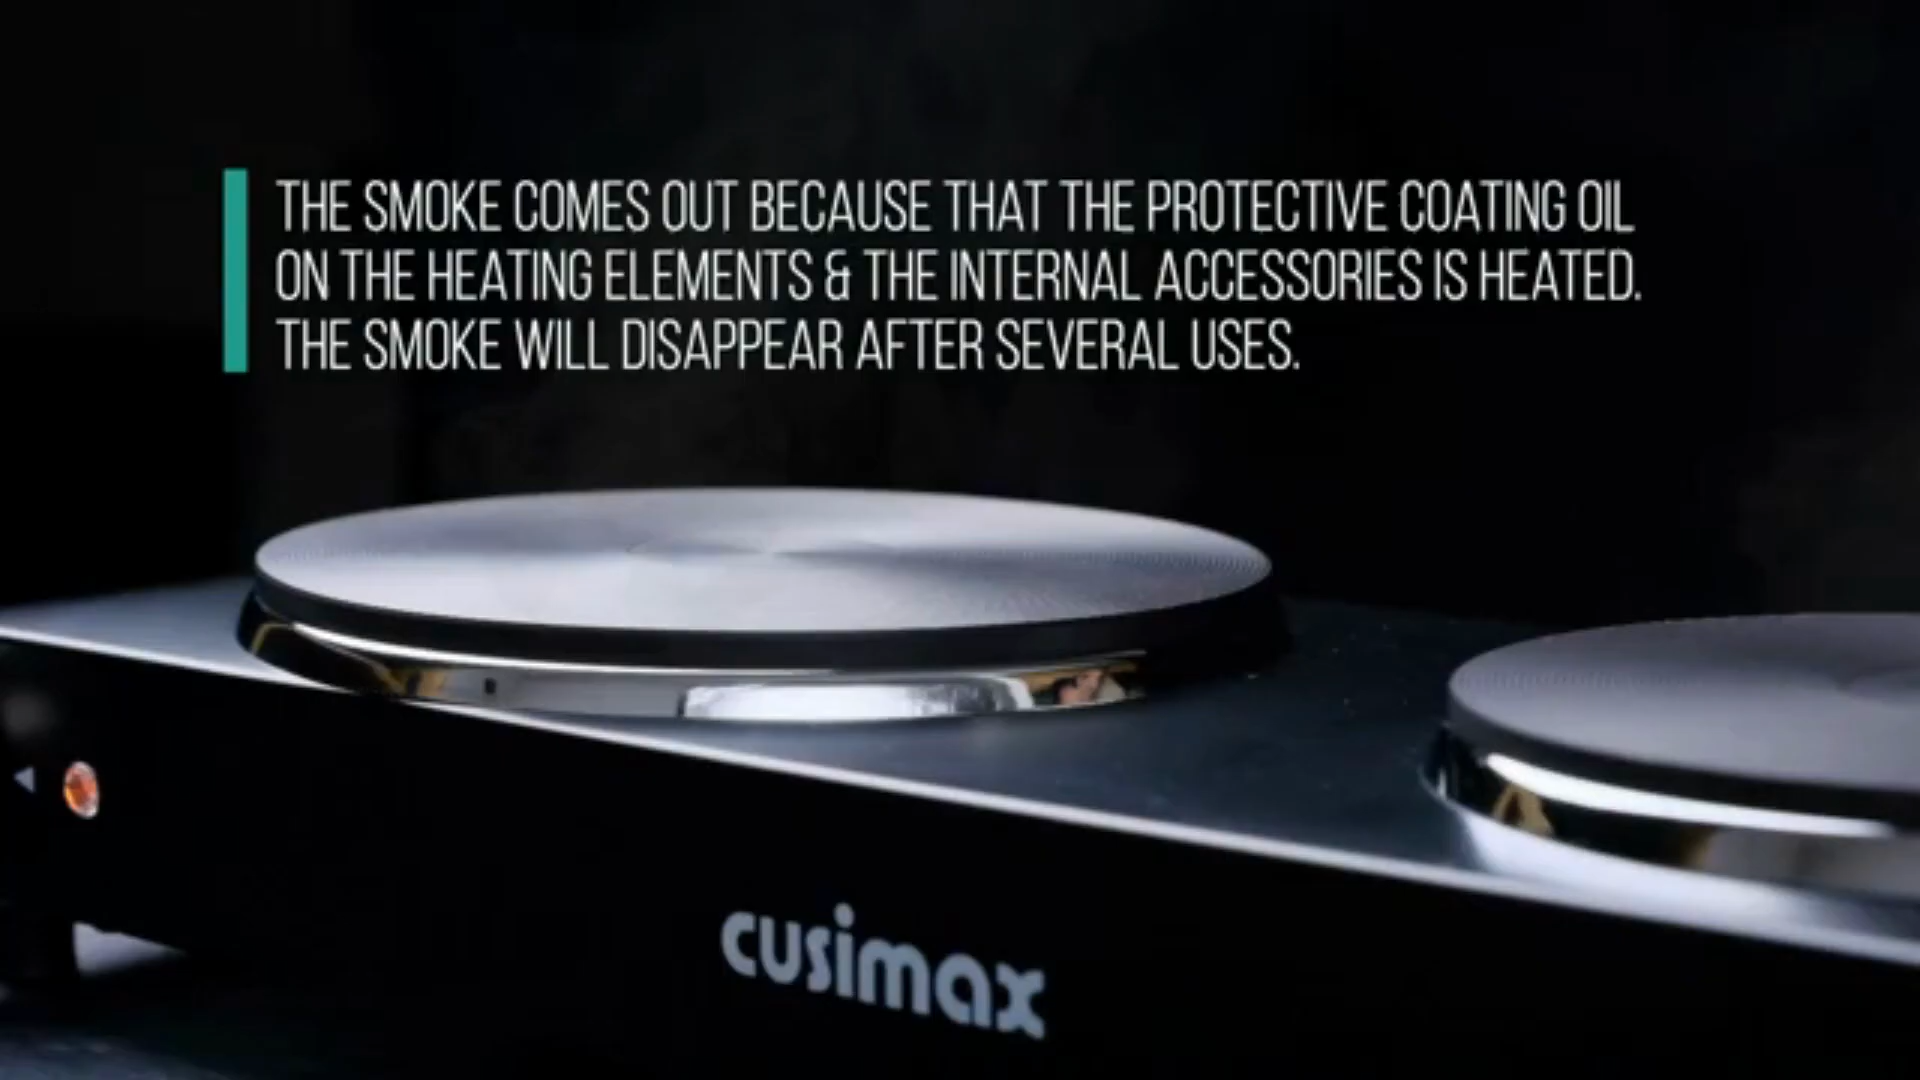 THE SMOKE COMES OUT BECAUSE THAT THE PROTECTIVE COATING OIL
ON THE HEATING ELEMENTS & THE INTERNAL ACCESSORIES IS HEATED.
THE SMOKE WILL DISAPPEAR AFTER SEVERAL USES.
cusimax